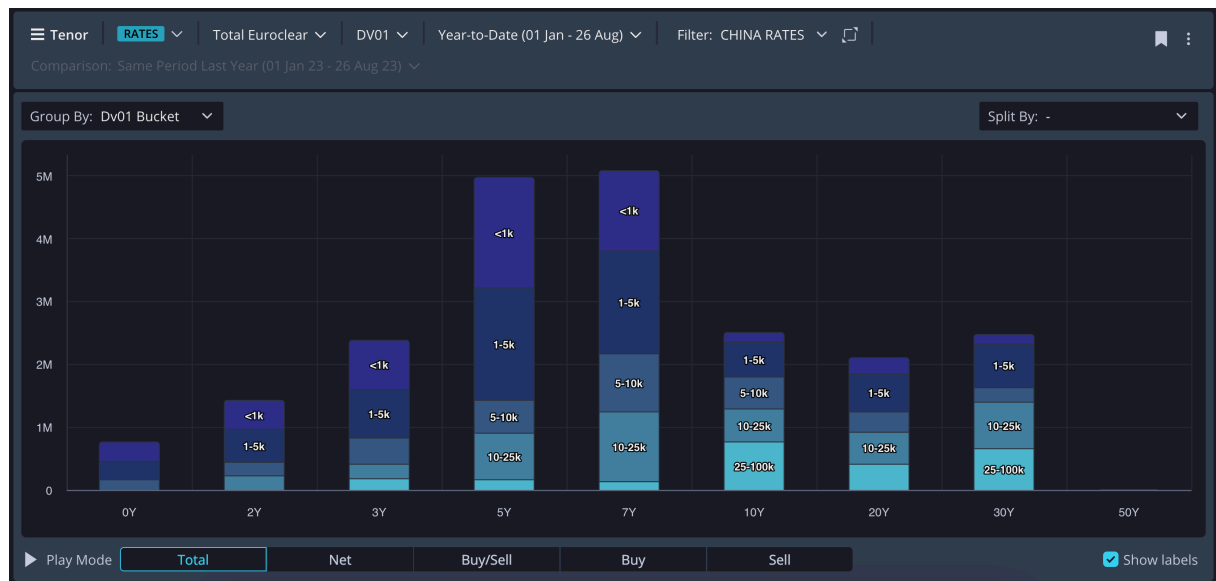 Tenor RATES Total Euroclear DV01 Year-to-Date (01 Jan - 26 Aug) Filter: CHINA RATES
Comparison: Same Period Last Year (01 Jan 23 - 26 Aug 23)
Group By: Dv01 Bucket Split By: -
5M
<1k
<1k
4M
3M
1-5k
1-5k
2M
<1k
1-5k
1-5k
5-10k
5-10k
1-5k
<1k
1-5k
5-10k
1M
10-25k
10-25k
1-5k
10-25k
10-25k
10-25k
25-100k
25-100k
0
0Y 2Y 3Y 5Y 7Y 10Y 20Y 30Y 50Y
Play Mode Total Net Buy/Sell Buy Sell Show labels